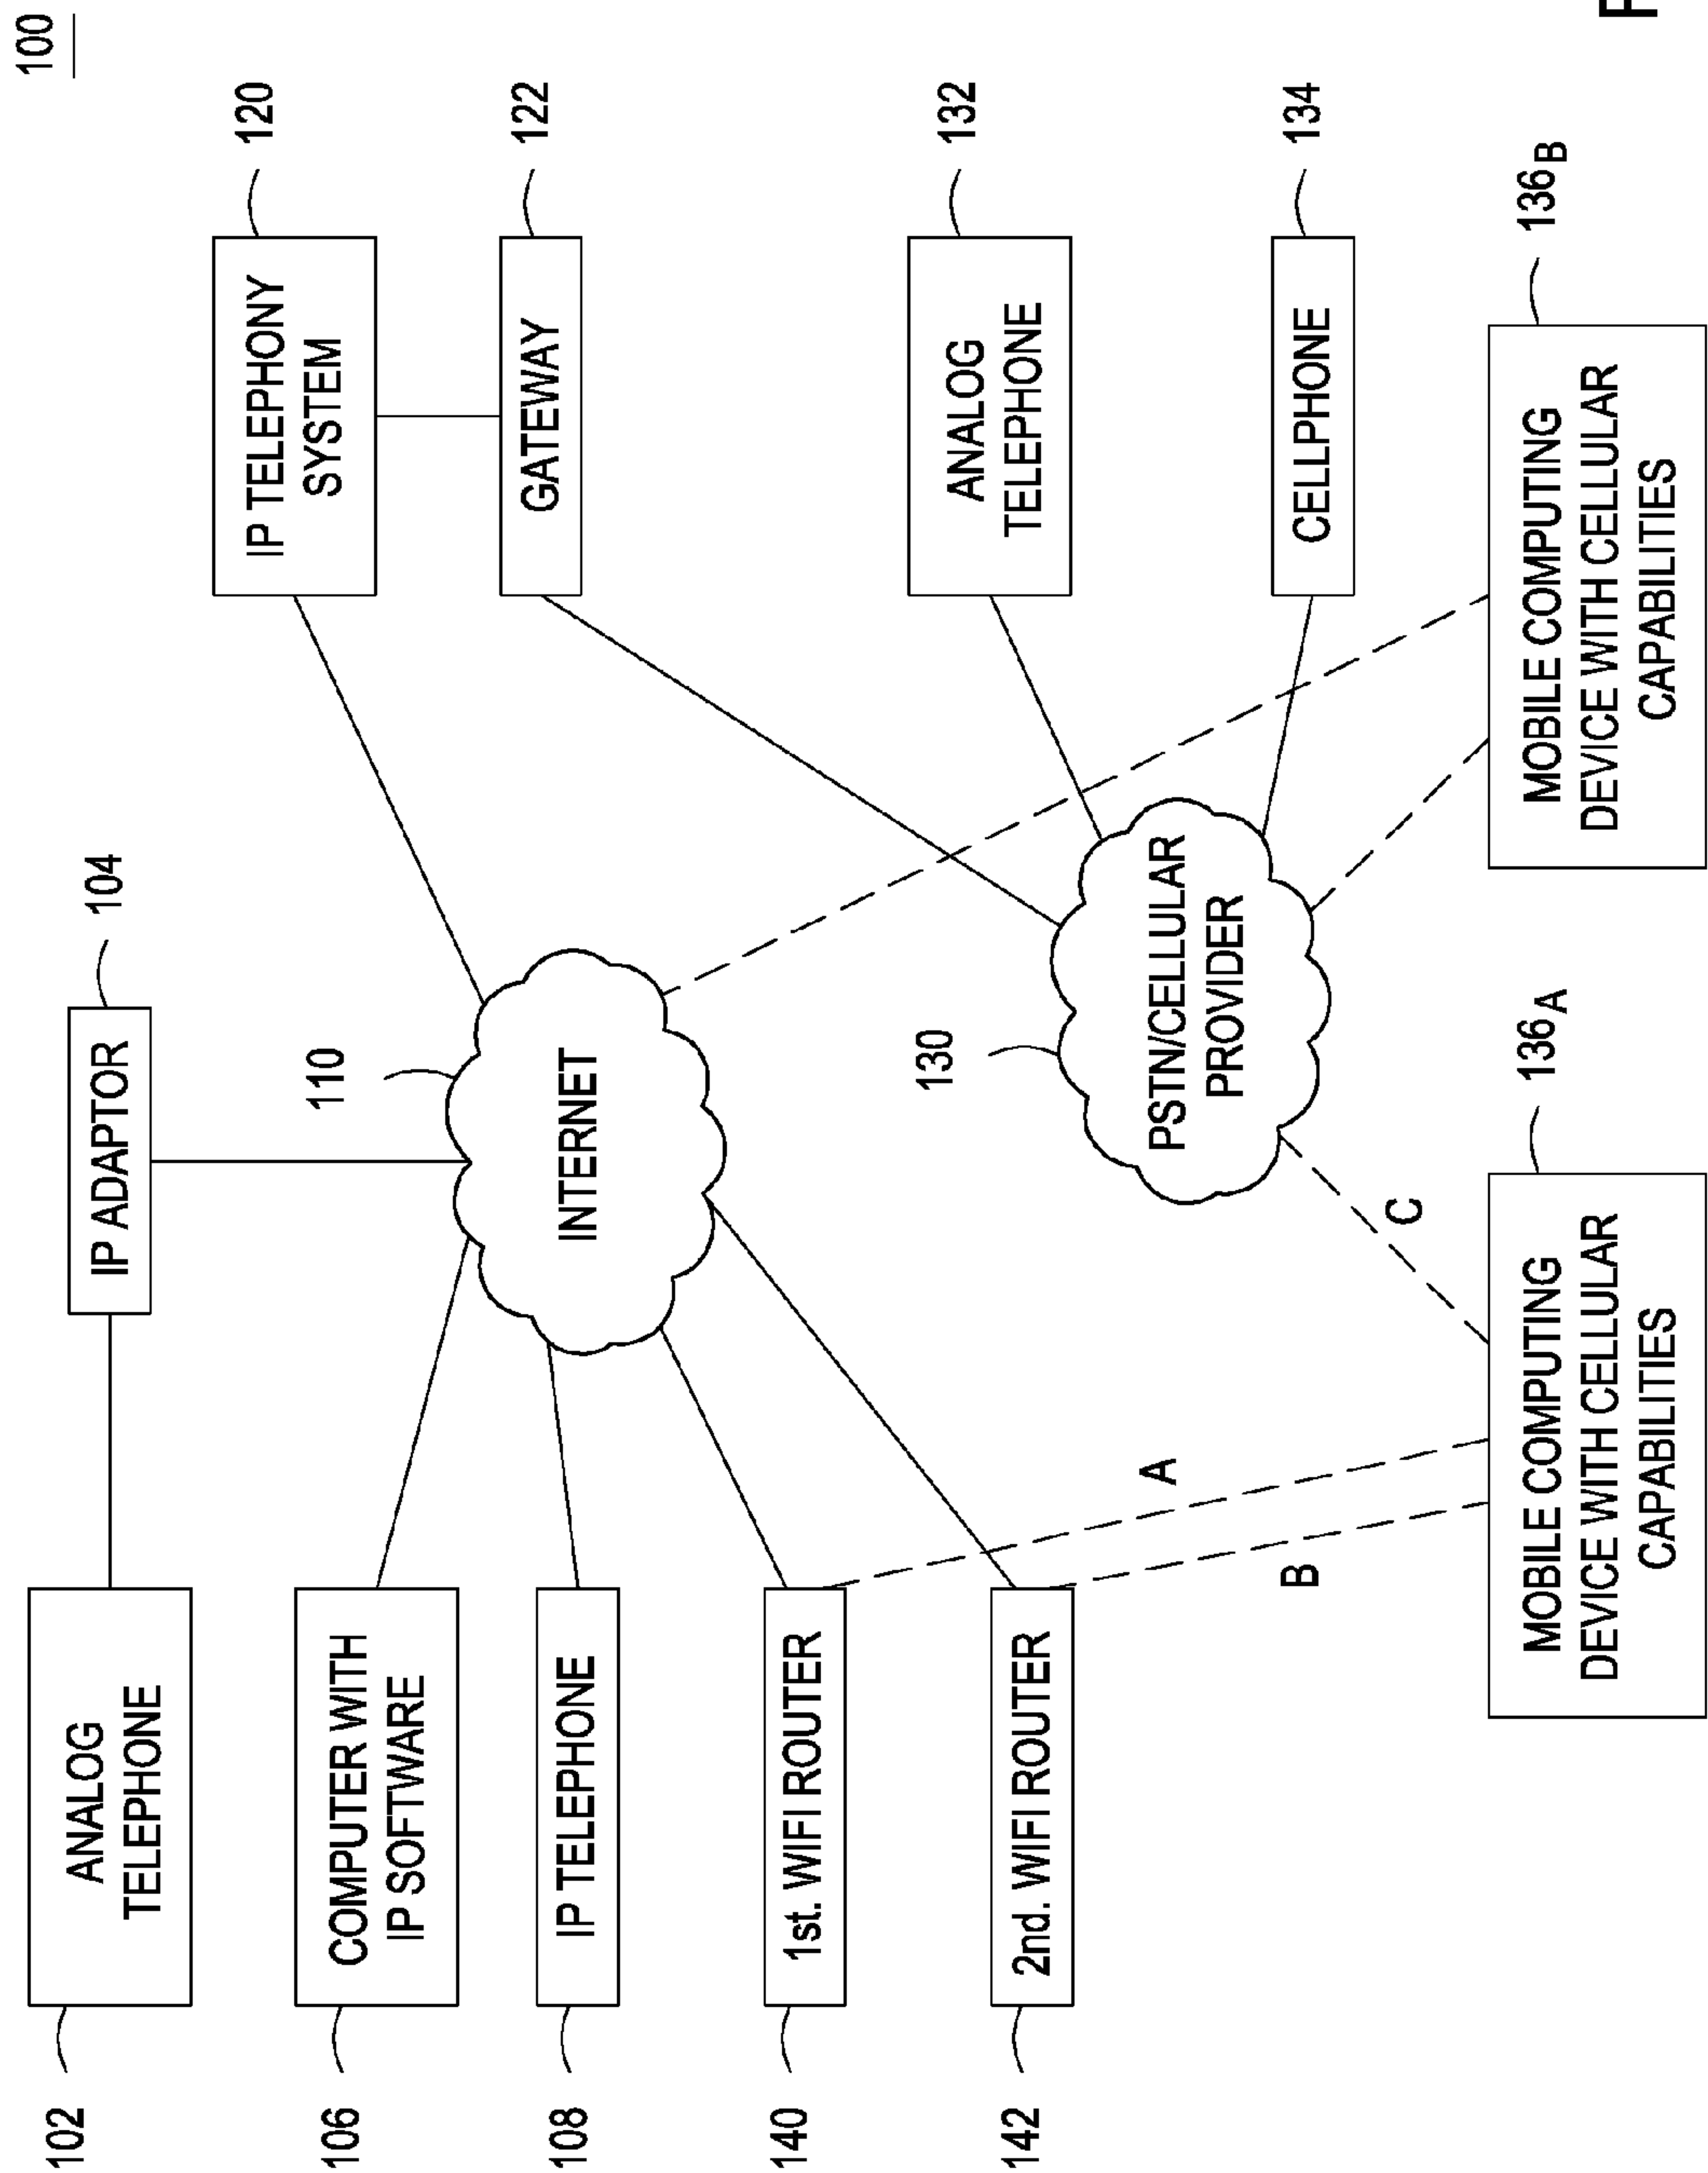 100
102
ANALOG
TELEPHONE
IP ADAPTOR
104
106
COMPUTER WITH
IP SOFTWARE
110
IP TELEPHONY
SYSTEM
120
108
IP TELEPHONE
INTERNET
GATEWAY
122
140
1st. WIFI ROUTER
142
2nd. WIFI ROUTER
130
PSTN/CELLULAR
PROVIDER
ANALOG
TELEPHONE
132
A
B
C
CELLPHONE
134
MOBILE COMPUTING
DEVICE WITH CELLULAR
CAPABILITIES
136A
MOBILE COMPUTING
DEVICE WITH CELLULAR
CAPABILITIES
136B